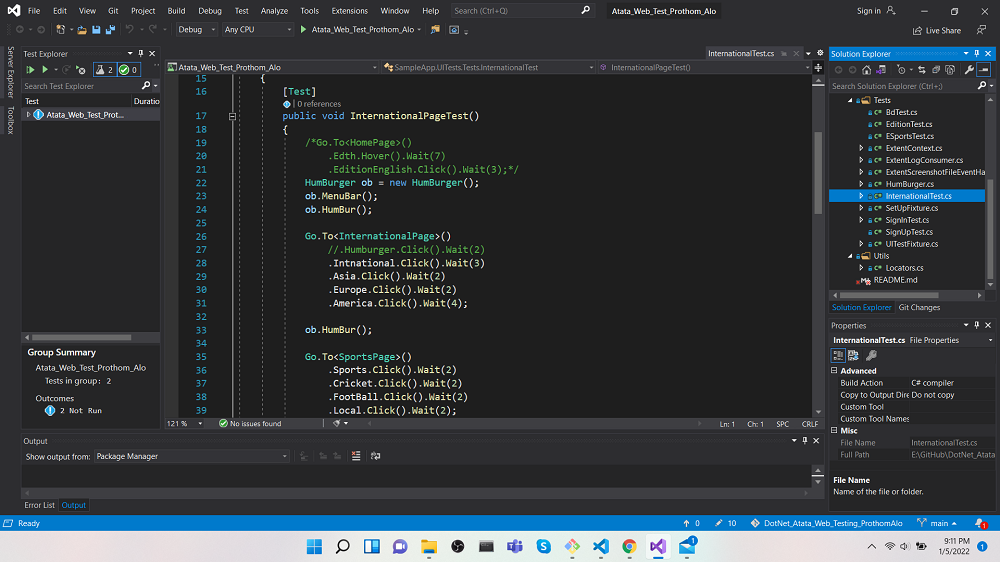 File Edit View Git Project Build Debug Test Analyze Tools Extensions Window Help Search (Ctrl+Q) Atata_Web_Test_Prothom_Alo Sign in
Debug Any CPU Atata_Web_Test_Prothom_Alo Live Share
Server Explorer
Toolbox
Test Explorer
2 0
Search Test Explorer
Test Duratio
Atata_Web_Test_Prot...
Group Summary
Atata_Web_Test_Prothom_Alo
Tests in group: 2
Outcomes
2 Not Run
InternationalTest.cs
Atata_Web_Test_Prothom_Alo SampleApp.UITests.Tests.InternationalTest InternationalPageTest()
15 {
16 [Test]
0 references
17 public void InternationalPageTest()
18 {
19 /*Go.To<HomePage>()
20 .Edth.Hover().Wait(7)
21 .EditionEnglish.Click().Wait(3);*/
22 HumBurger ob = new HumBurger();
23 ob.MenuBar();
24 ob.HumBur();
25
26 Go.To<InternationalPage>()
27 //.Humburger.Click().Wait(2)
28 .Intnational.Click().Wait(3)
29 .Asia.Click().Wait(2)
30 .Europe.Click().Wait(2)
31 .America.Click().Wait(4);
32
33 ob.HumBur();
34
35 Go.To<SportsPage>()
36 .Sports.Click().Wait(2)
37 .Cricket.Click().Wait(2)
38 .FootBall.Click().Wait(2)
39 .Local.Click().Wait(2);
121 % No issues found Ln: 1 Ch: 1 SPC CRLF
Solution Explorer
Search Solution Explorer (Ctrl+;)
Tests
C# BdTest.cs
C# EditionTest.cs
C# ESportsTest.cs
C# ExtentContext.cs
C# ExtentLogConsumer.cs
C# ExtentScreenshotFileEventHa
C# HumBurger.cs
C# InternationalTest.cs
C# SetUpFixture.cs
C# SignInTest.cs
C# SignUpTest.cs
C# UITestFixture.cs
Utils
C# Locators.cs
README.md
Solution Explorer Git Changes
Properties
InternationalTest.cs File Properties
Advanced
Build Action C# compiler
Copy to Output Dire Do not copy
Custom Tool
Custom Tool Names
Misc
File Name InternationalTest.cs
Full Path E:\GitHub\DotNet_Atata
File Name
Name of the file or folder.
Output
Show output from: Package Manager
Error List Output
Ready 0 10 DotNet_Atata_Web_Testing_ProthomAlo main 1
1 9:11 PM
1/5/2022 1